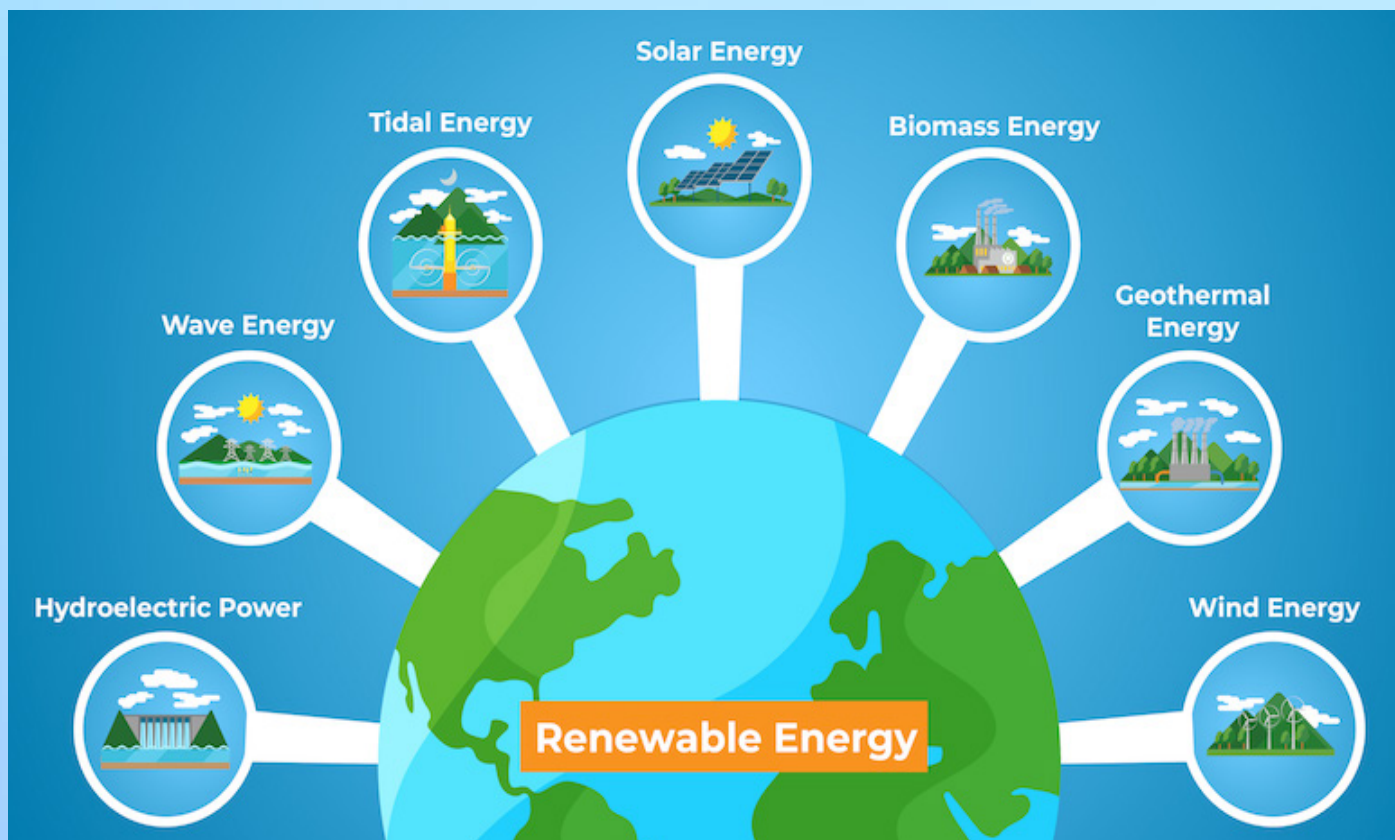 Solar Energy
Tidal Energy
Biomass Energy
Geothermal
Energy
Wave Energy
Hydroelectric Power
Wind Energy
Renewable Energy